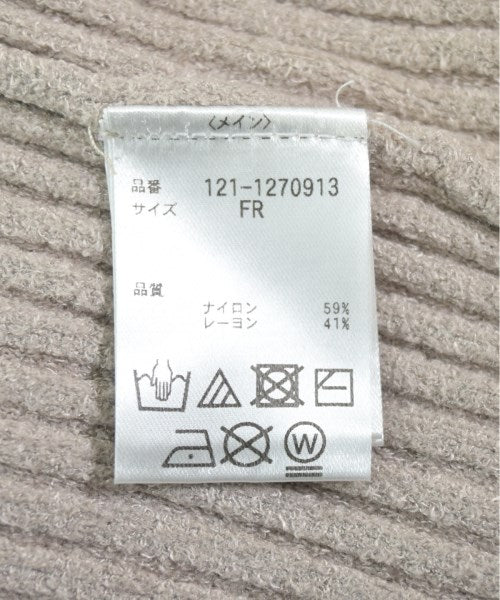 〈メイン〉
品番 121-1270913
サイズ FR
品質
ナイロン 59%
レーヨン 41%
W